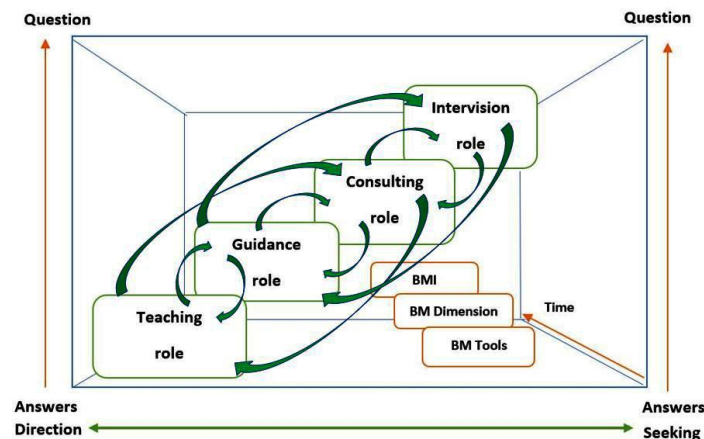 Question
Question
Intervision
role
Consulting
role
Guidance
role
BMI
BM Dimension
Time
Teaching
role
BM Tools
Answers
Answers
Direction
Seeking